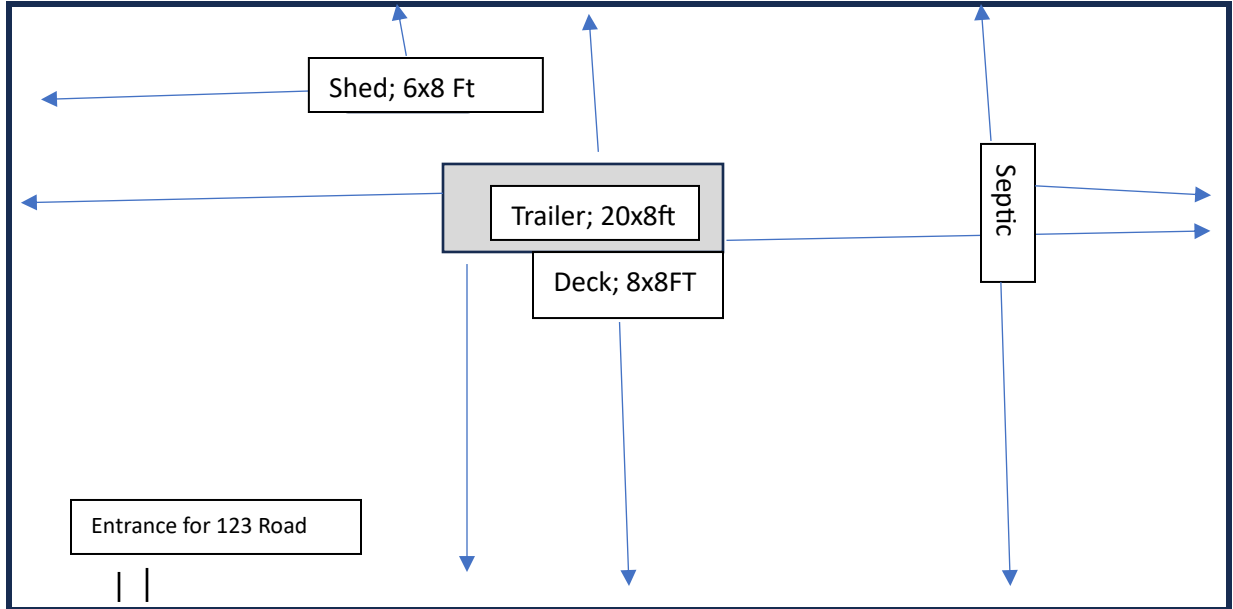 Shed; 6x8 Ft
Septic
Trailer; 20x8ft
Deck; 8x8FT
Entrance for 123 Road